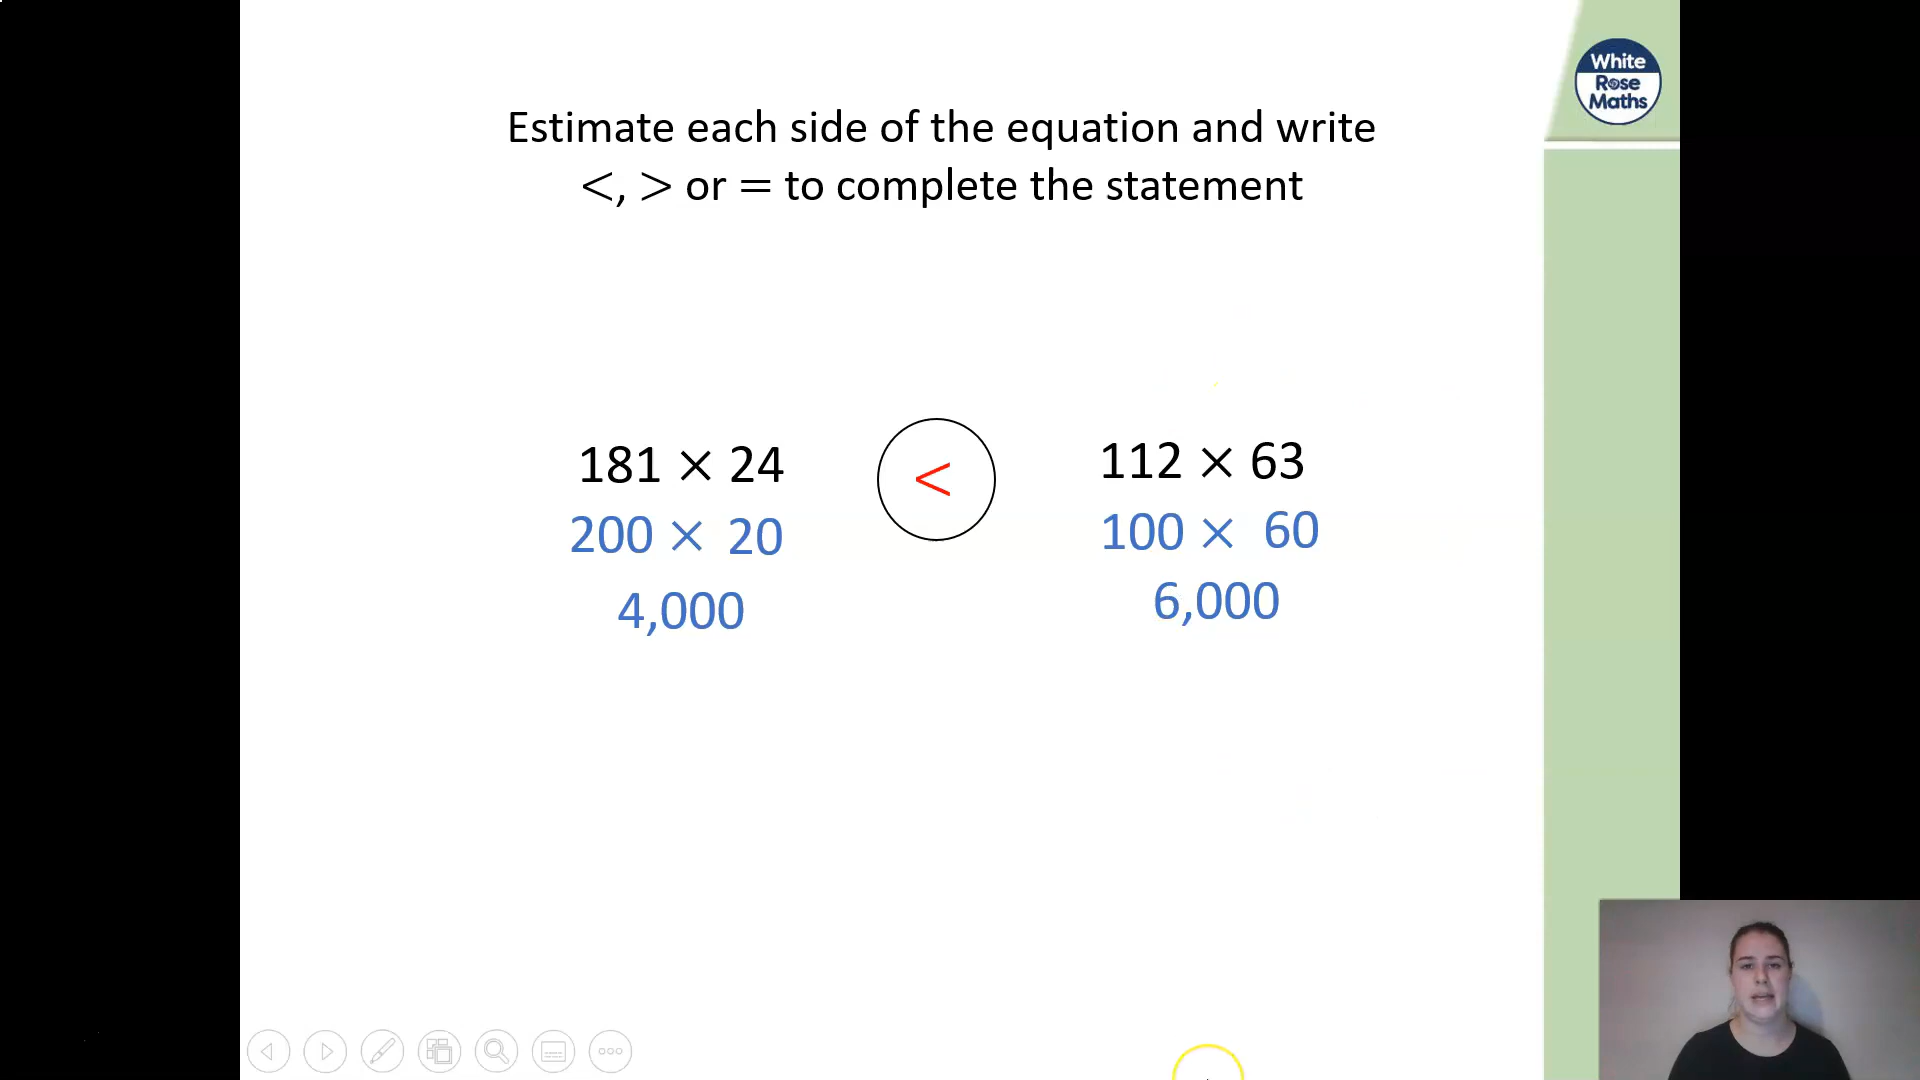 White
Rose
Maths
Estimate each side of the equation and write
<, > or = to complete the statement
181 × 24 < 112 × 63
200 × 20 100 × 60
4,000 6,000